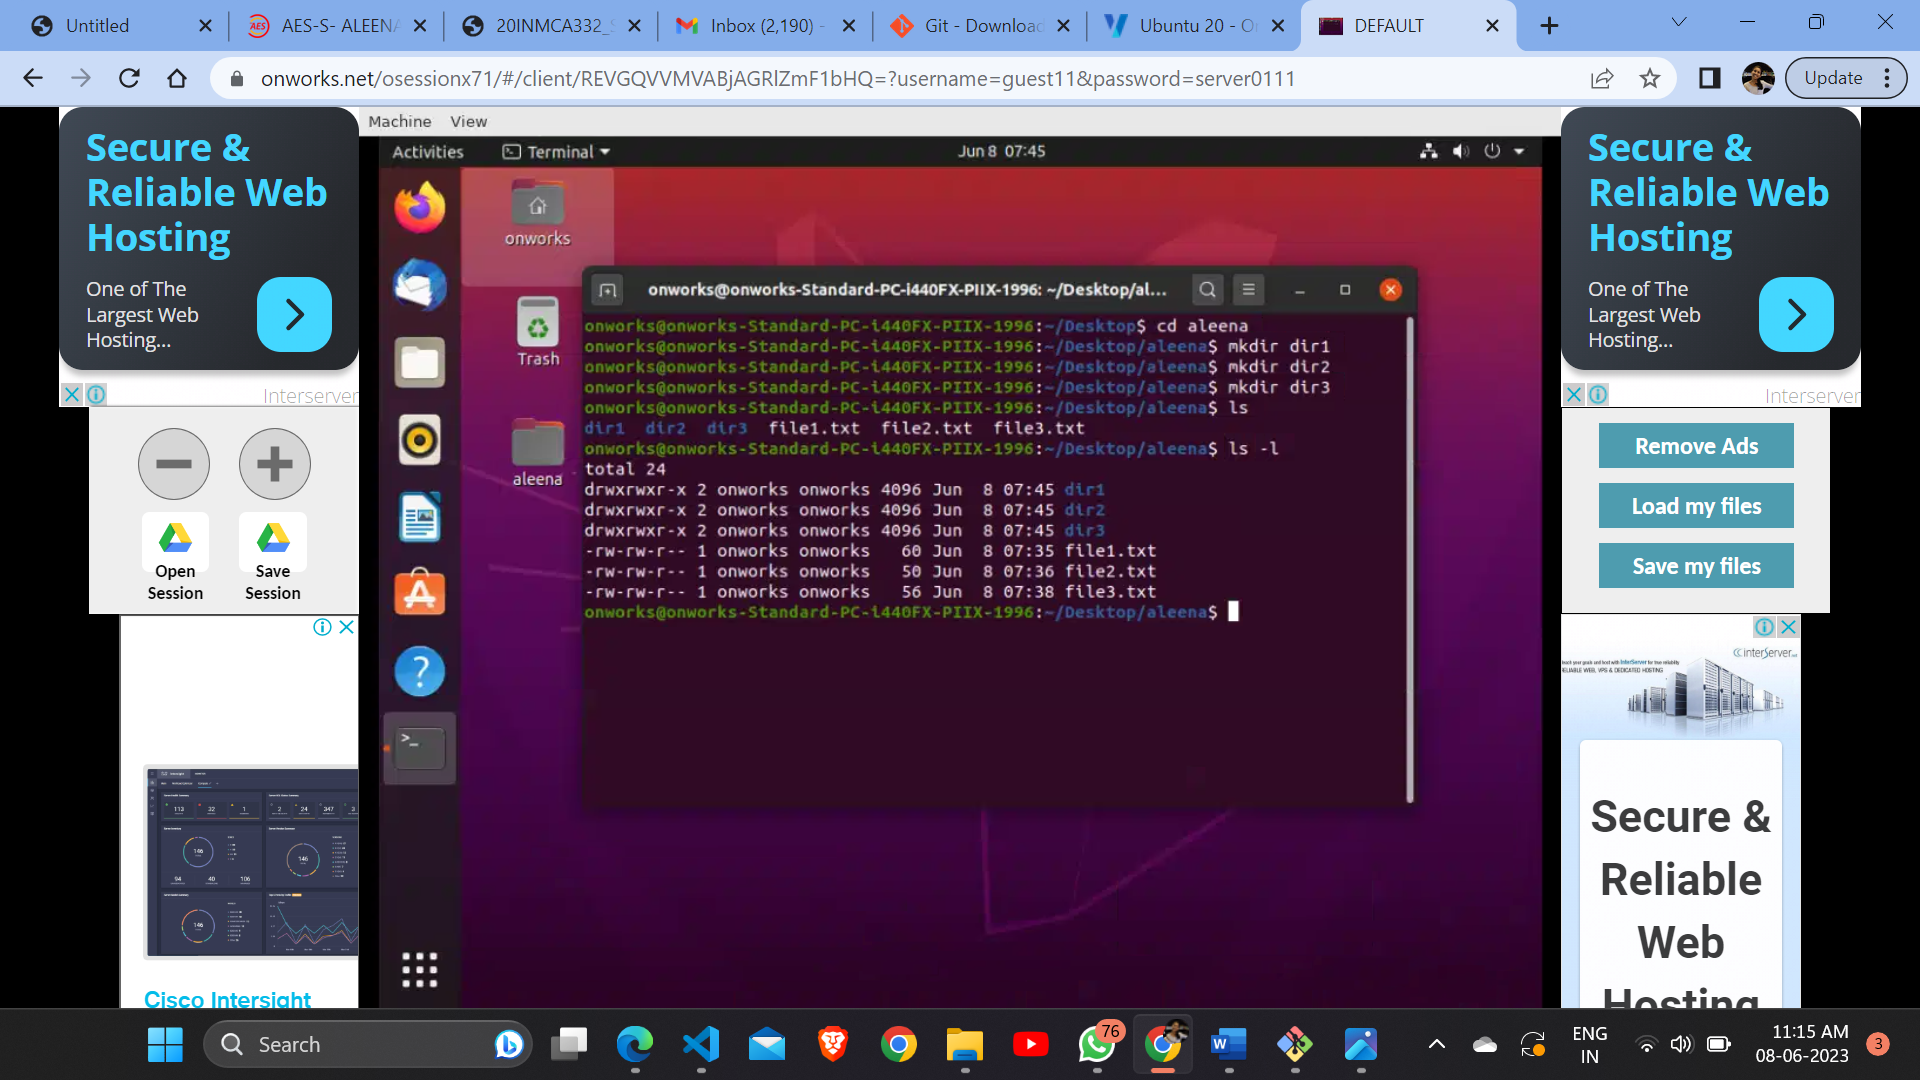 Untitled
AES-S- ALEENA
20INMCA332_
Inbox (2,190) -
Git - Download
Ubuntu 20 - O
DEFAULT
onworks.net/osessionx71/#/client/REVGQVVMVABjAGRlZmF1bHQ=?username=guest11&password=server0111
Update
Machine View
Activities Terminal Jun 8 07:45
Secure &
Reliable Web
Hosting
One of The
Largest Web
Hosting...
Interserver
Open
Session
Save
Session
Cisco Intersight
onworks
Trash
aleena
onworks@onworks-Standard-PC-i440FX-PIIX-1996: ~/Desktop/al...
onworks@onworks-Standard-PC-i440FX-PIIX-1996:~/Desktop$ cd aleena
onworks@onworks-Standard-PC-i440FX-PIIX-1996:~/Desktop/aleena$ mkdir dir1
onworks@onworks-Standard-PC-i440FX-PIIX-1996:~/Desktop/aleena$ mkdir dir2
onworks@onworks-Standard-PC-i440FX-PIIX-1996:~/Desktop/aleena$ mkdir dir3
onworks@onworks-Standard-PC-i440FX-PIIX-1996:~/Desktop/aleena$ ls
dir1 dir2 dir3 file1.txt file2.txt file3.txt
onworks@onworks-Standard-PC-i440FX-PIIX-1996:~/Desktop/aleena$ ls -l
total 24
drwxrwxr-x 2 onworks onworks 4096 Jun 8 07:45 dir1
drwxrwxr-x 2 onworks onworks 4096 Jun 8 07:45 dir2
drwxrwxr-x 2 onworks onworks 4096 Jun 8 07:45 dir3
-rw-rw-r-- 1 onworks onworks 60 Jun 8 07:35 file1.txt
-rw-rw-r-- 1 onworks onworks 50 Jun 8 07:36 file2.txt
-rw-rw-r-- 1 onworks onworks 56 Jun 8 07:38 file3.txt
onworks@onworks-Standard-PC-i440FX-PIIX-1996:~/Desktop/aleena$
Secure &
Reliable Web
Hosting
One of The
Largest Web
Hosting...
Interserver
Remove Ads
Load my files
Save my files
InterServer
Secure &
Reliable
Web
Hosting
Search
76
ENG
IN
11:15 AM
08-06-2023
3